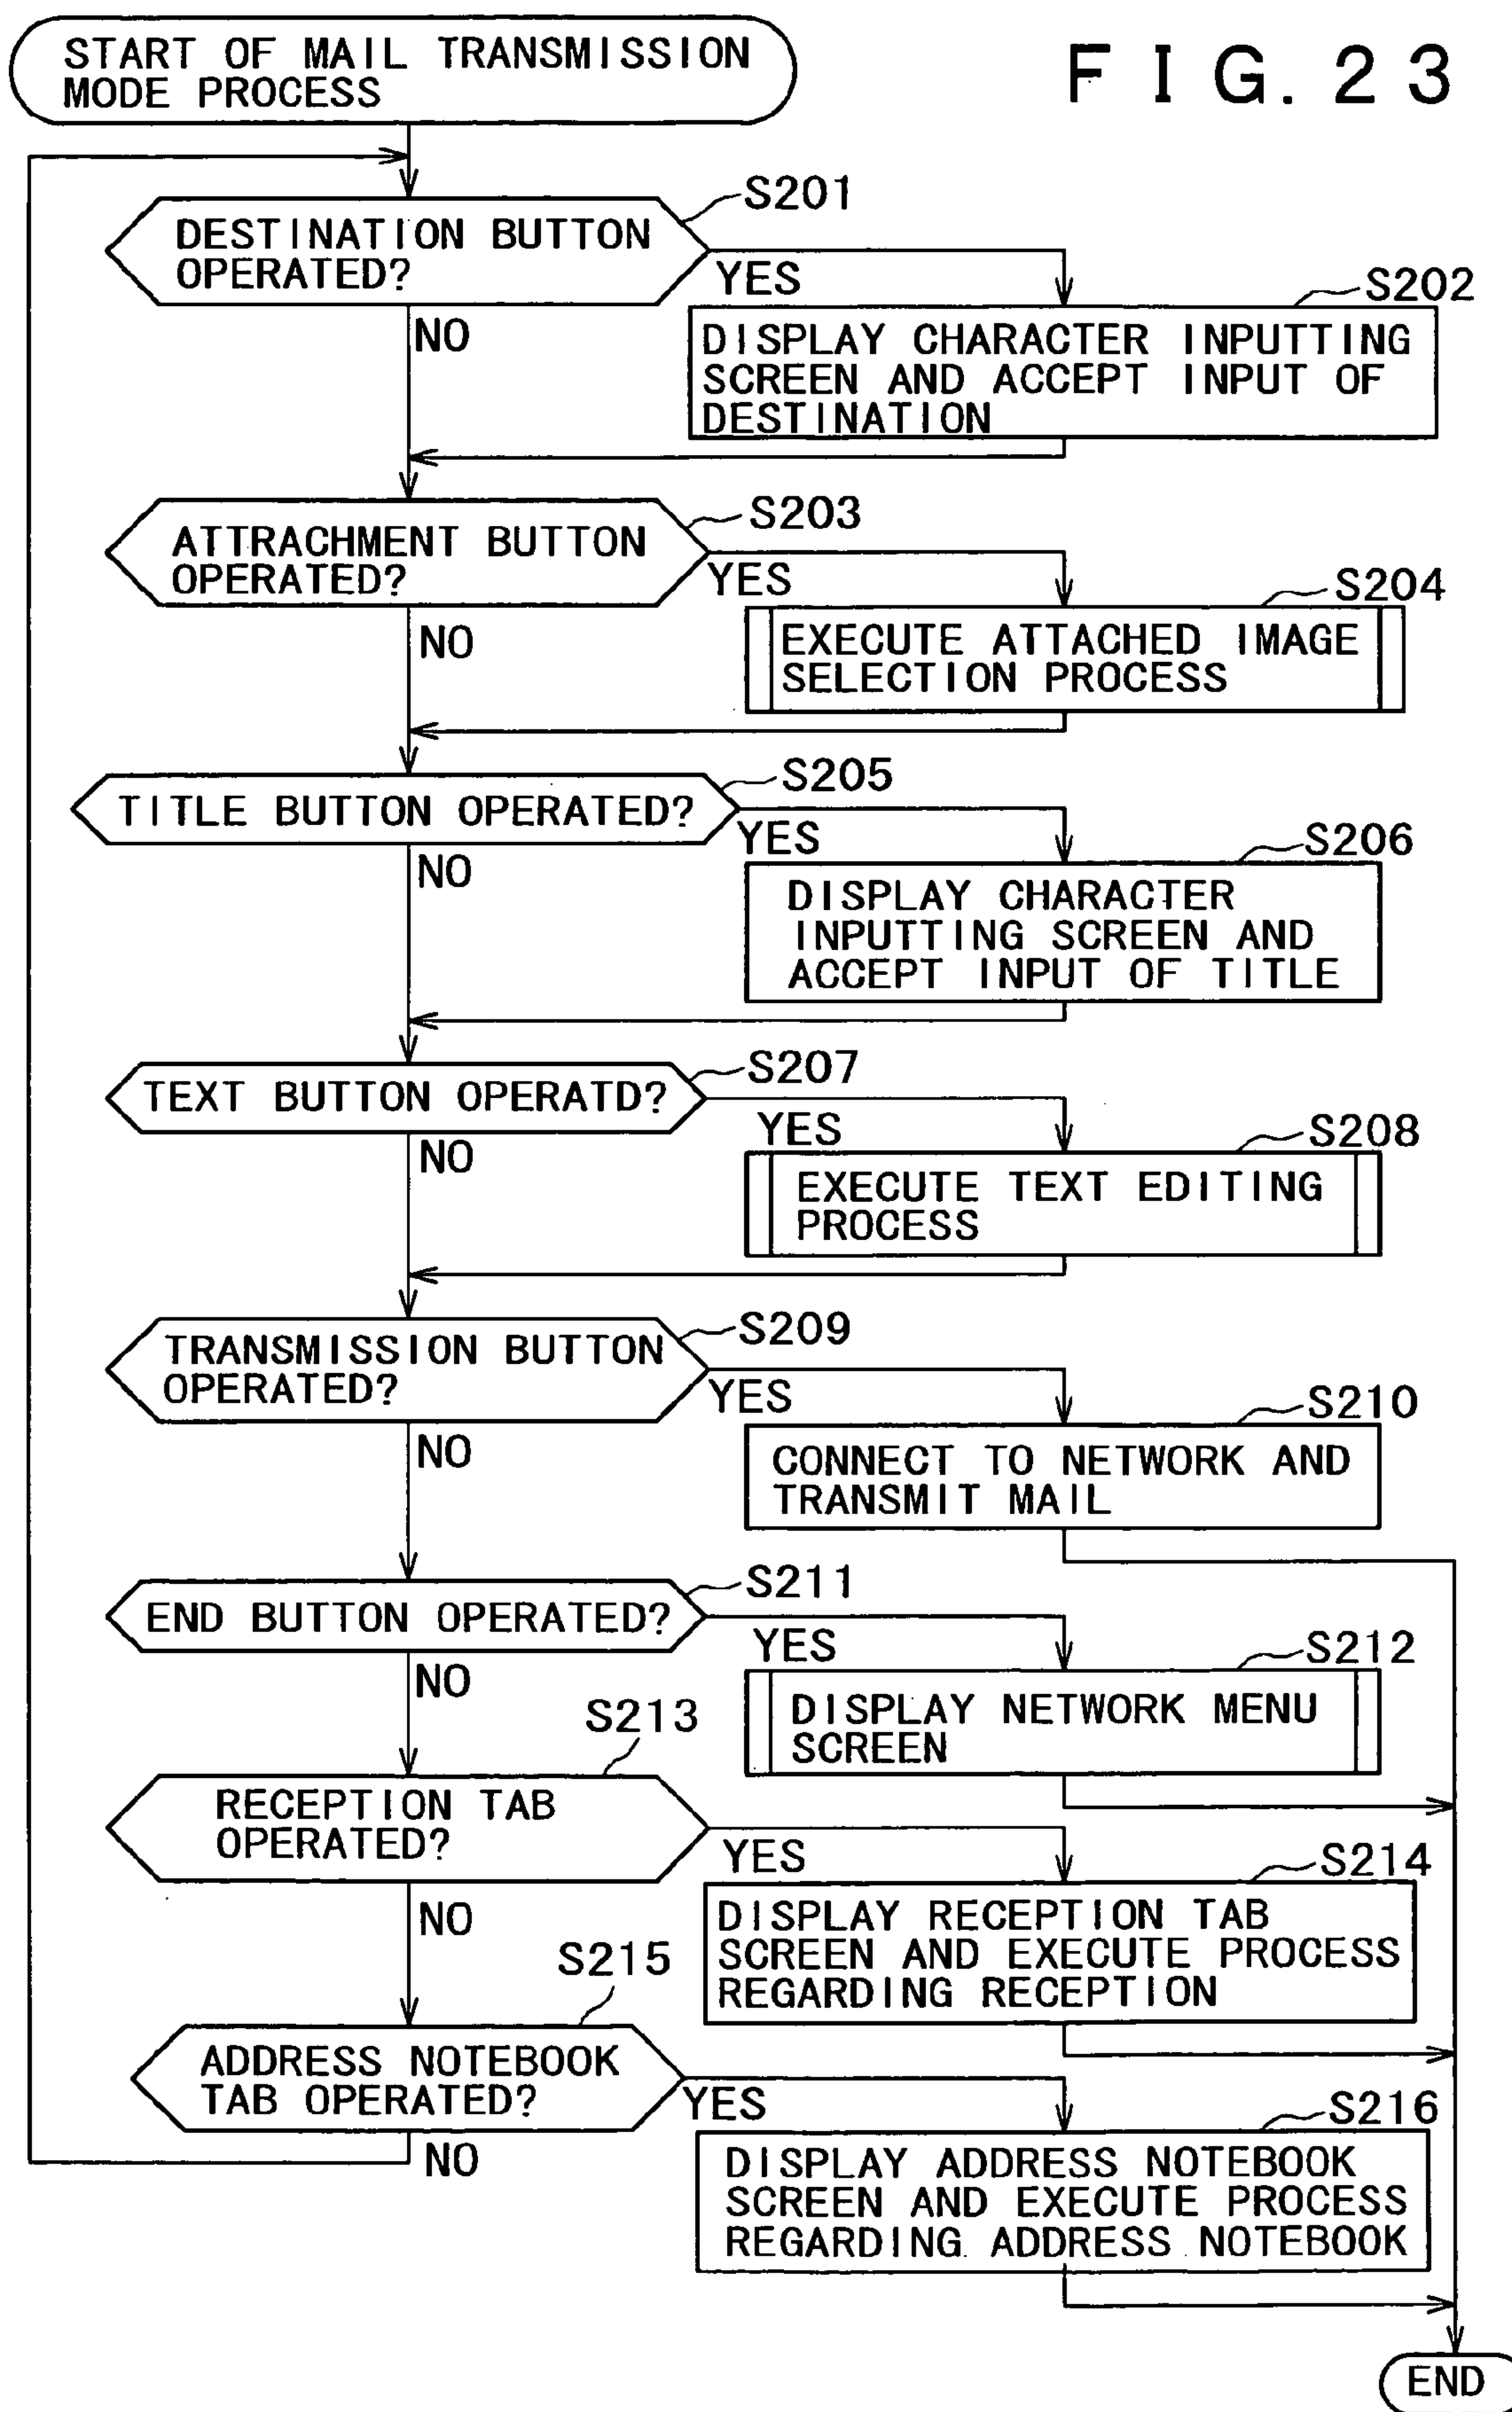 START OF MAIL TRANSMISSION
MODE PROCESS
FIG. 23
S201
DESTINATION BUTTON
OPERATED?
YES
NO
S202
DISPLAY CHARACTER INPUTTING
SCREEN AND ACCEPT INPUT OF
DESTINATION
S203
ATTRACHMENT BUTTON
OPERATED?
YES
NO
S204
EXECUTE ATTACHED IMAGE
SELECTION PROCESS
S205
TITLE BUTTON OPERATED?
YES
NO
S206
DISPLAY CHARACTER
INPUTTING SCREEN AND
ACCEPT INPUT OF TITLE
S207
TEXT BUTTON OPERATD?
YES
NO
S208
EXECUTE TEXT EDITING
PROCESS
S209
TRANSMISSION BUTTON
OPERATED?
YES
NO
S210
CONNECT TO NETWORK AND
TRANSMIT MAIL
S211
END BUTTON OPERATED?
YES
NO
S212
DISPLAY NETWORK MENU
SCREEN
S213
RECEPTION TAB
OPERATED?
YES
NO
S214
DISPLAY RECEPTION TAB
SCREEN AND EXECUTE PROCESS
REGARDING RECEPTION
S215
ADDRESS NOTEBOOK
TAB OPERATED?
YES
NO
S216
DISPLAY ADDRESS NOTEBOOK
SCREEN AND EXECUTE PROCESS
REGARDING ADDRESS NOTEBOOK
END